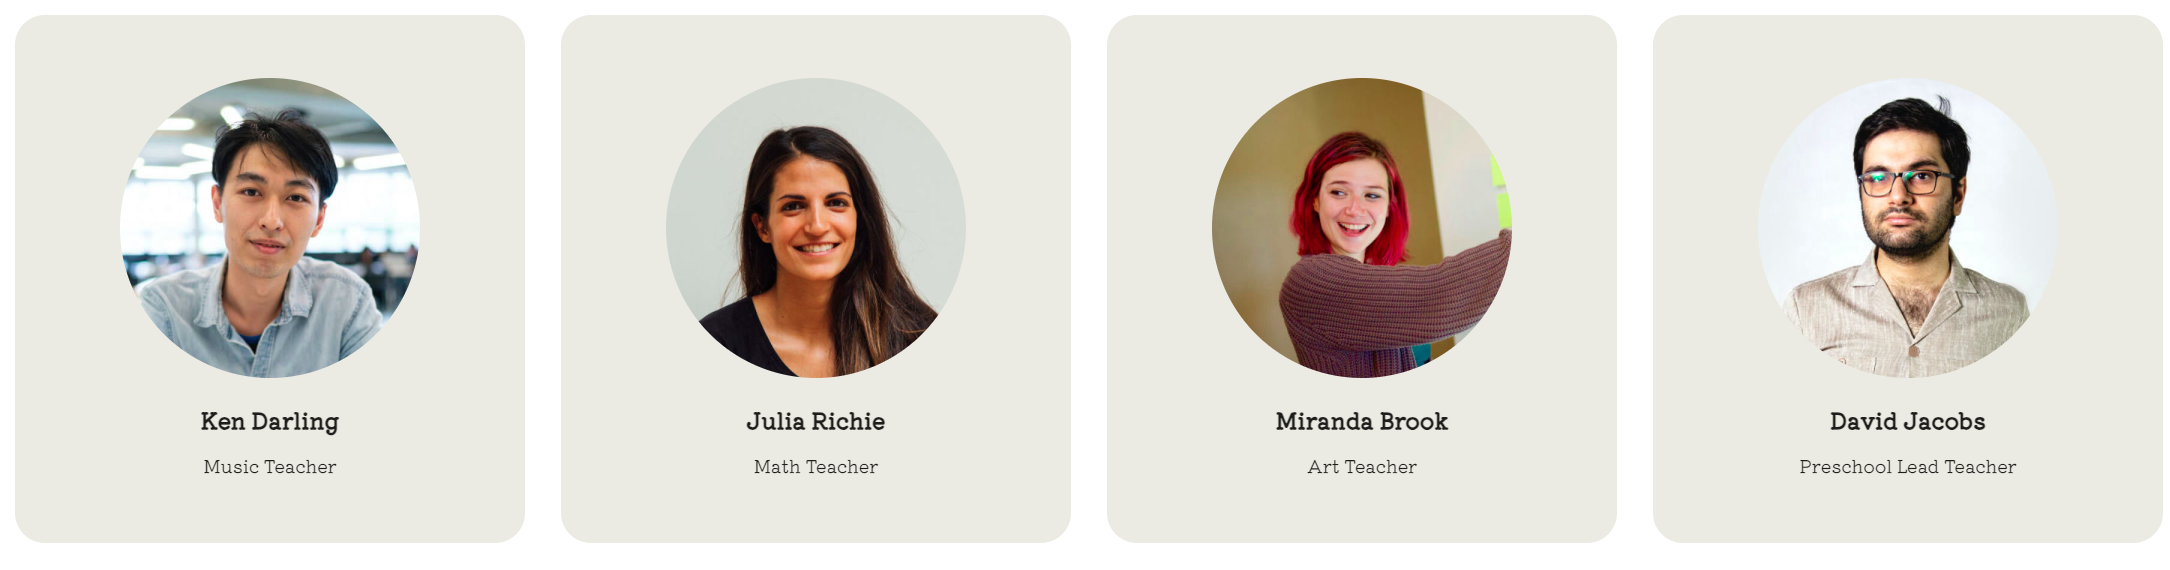 Ken Darling
Music Teacher
Julia Richie
Math Teacher
Miranda Brook
Art Teacher
David Jacobs
Preschool Lead Teacher